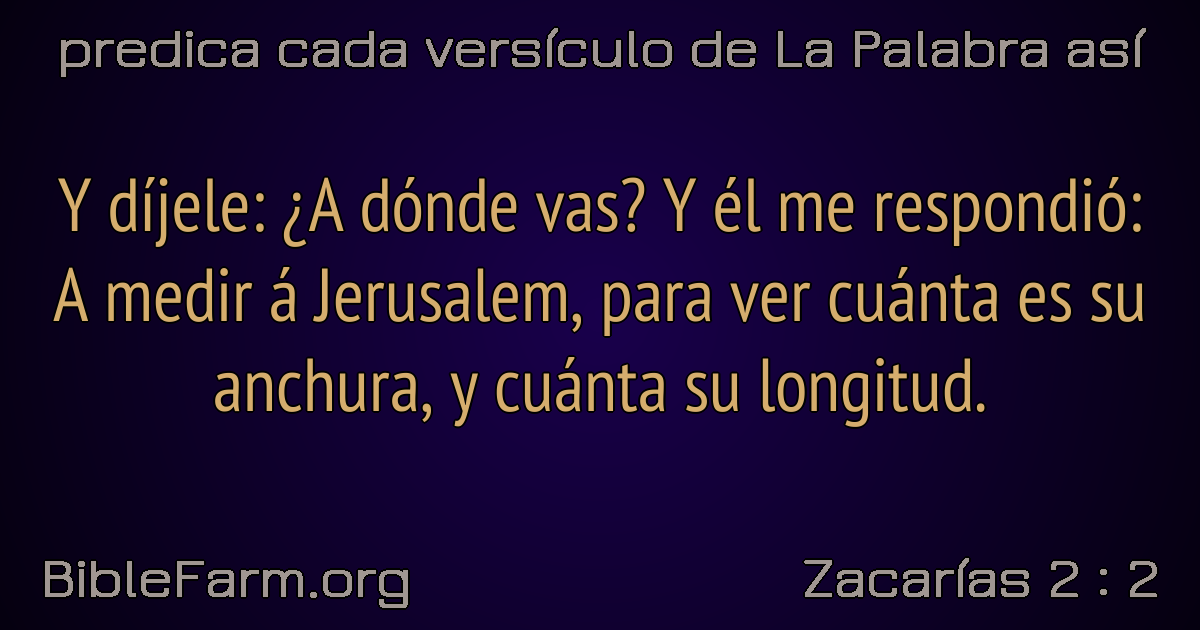 predica cada versículo de La Palabra así
Y díjele: ¿A dónde vas? Y él me respondió:
A medir á Jerusalem, para ver cuánta es su
anchura, y cuánta su longitud.
BibleFarm.org
Zacarías 2 : 2